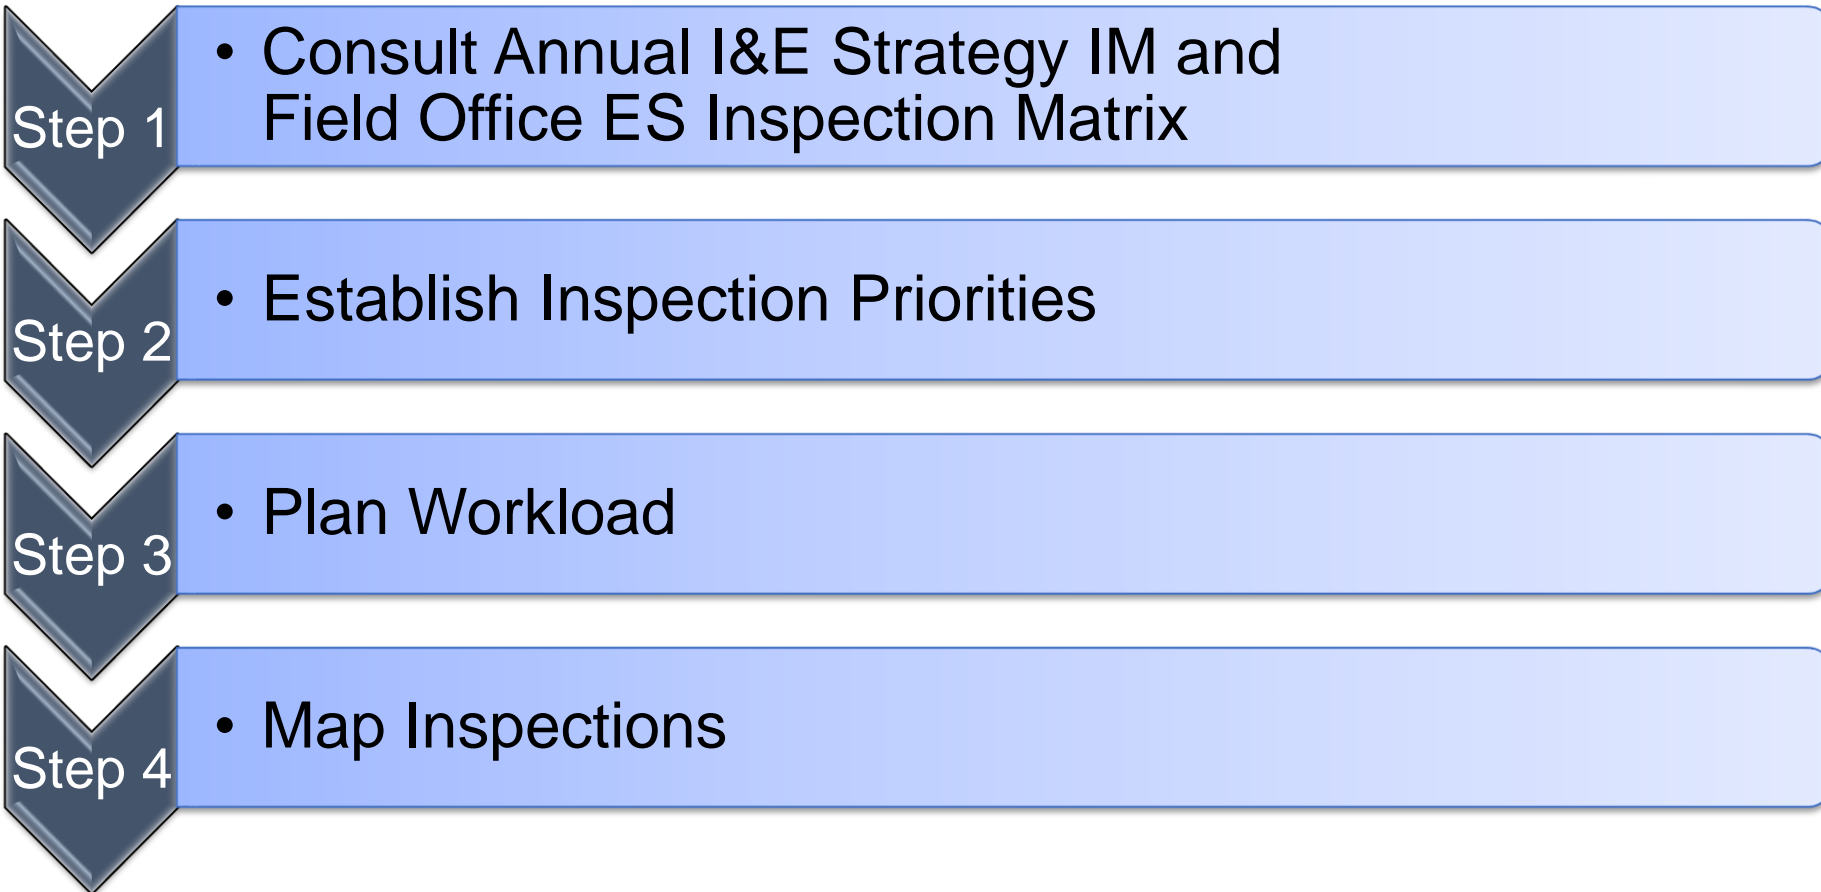 Step 1
• Consult Annual I&E Strategy IM and
Field Office ES Inspection Matrix
Step 2
• Establish Inspection Priorities
Step 3
• Plan Workload
Step 4
• Map Inspections